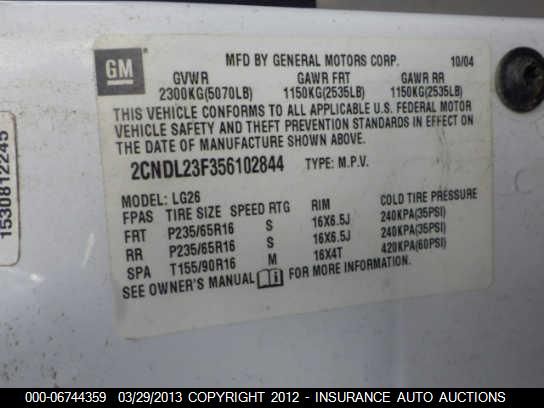 GM
MFD BY GENERAL MOTORS CORP. 10/04
GVWR GAWR FRT GAWR RR
2300KG(5070LB) 1150KG(2535LB) 1150KG(2535LB)
THIS VEHICLE CONFORMS TO ALL APPLICABLE U.S. FEDERAL MOTOR
VEHICLE SAFETY AND THEFT PREVENTION STANDARDS IN EFFECT ON
THE DATE OF MANUFACTURE SHOWN ABOVE.
2CNDL23F356102844 TYPE: M.P.V.
MODEL: LG26
FPAS TIRE SIZE SPEED RTG RIM COLD TIRE PRESSURE
FRT P235/65R16 S 16X6.5J 240KPA(35PSI)
RR P235/65R16 S 16X6.5J 240KPA(35PSI)
SPA T155/90R16 M 16X4T 420KPA(60PSI)
SEE OWNER'S MANUAL FOR MORE INFORMATION.
1530812245
000-06744359 03/29/2013 COPYRIGHT 2012 - INSURANCE AUTO AUCTIONS